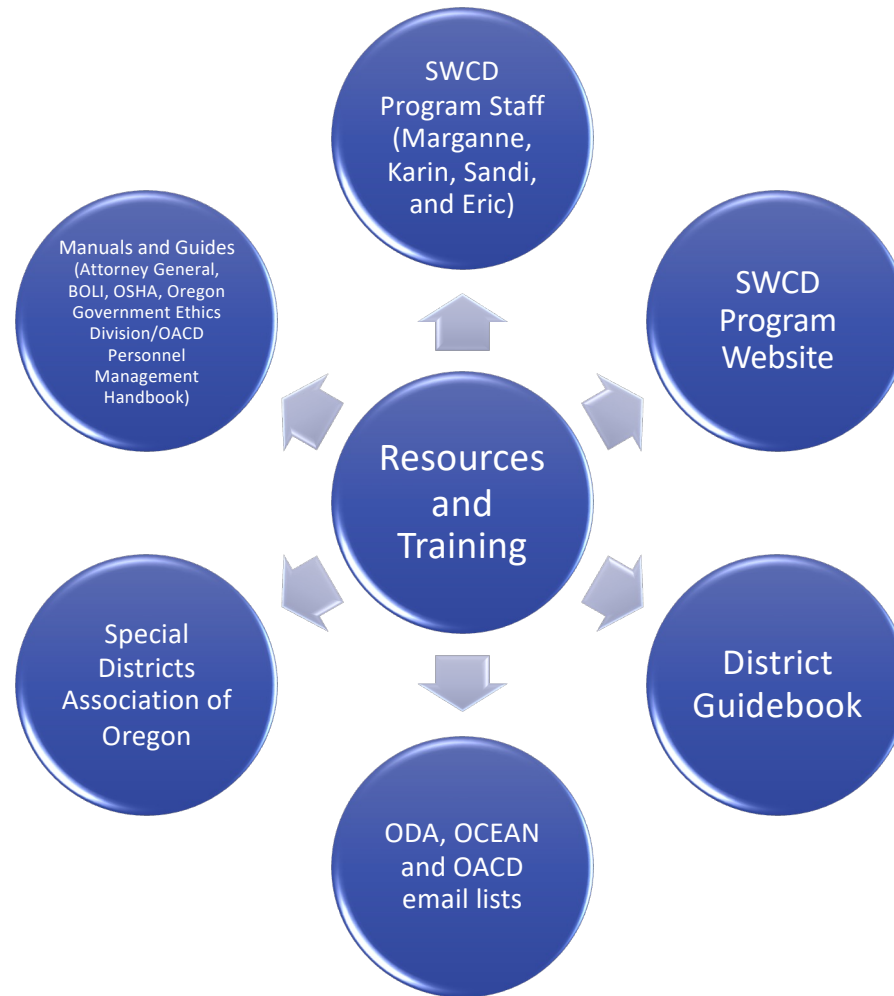 SWCD
Program Staff
(Marganne,
Karin, Sandi,
and Eric)
Manuals and Guides
(Attorney General,
BOLI, OSHA, Oregon
Government Ethics
Division/OACD
Personnel
Management
Handbook)
SWCD
Program
Website
Resources
and
Training
Special
Districts
Association of
Oregon
District
Guidebook
ODA, OCEAN
and OACD
email lists